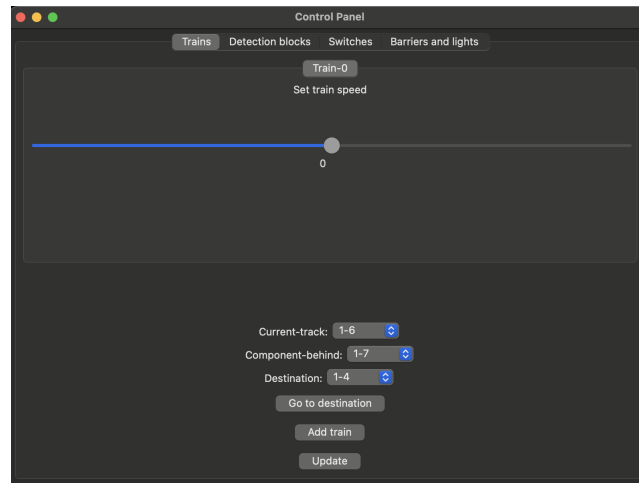 Control Panel
Trains Detection blocks Switches Barriers and lights
Train-0
Set train speed
0
Current-track: 1-6
Component-behind: 1-7
Destination: 1-4
Go to destination
Add train
Update